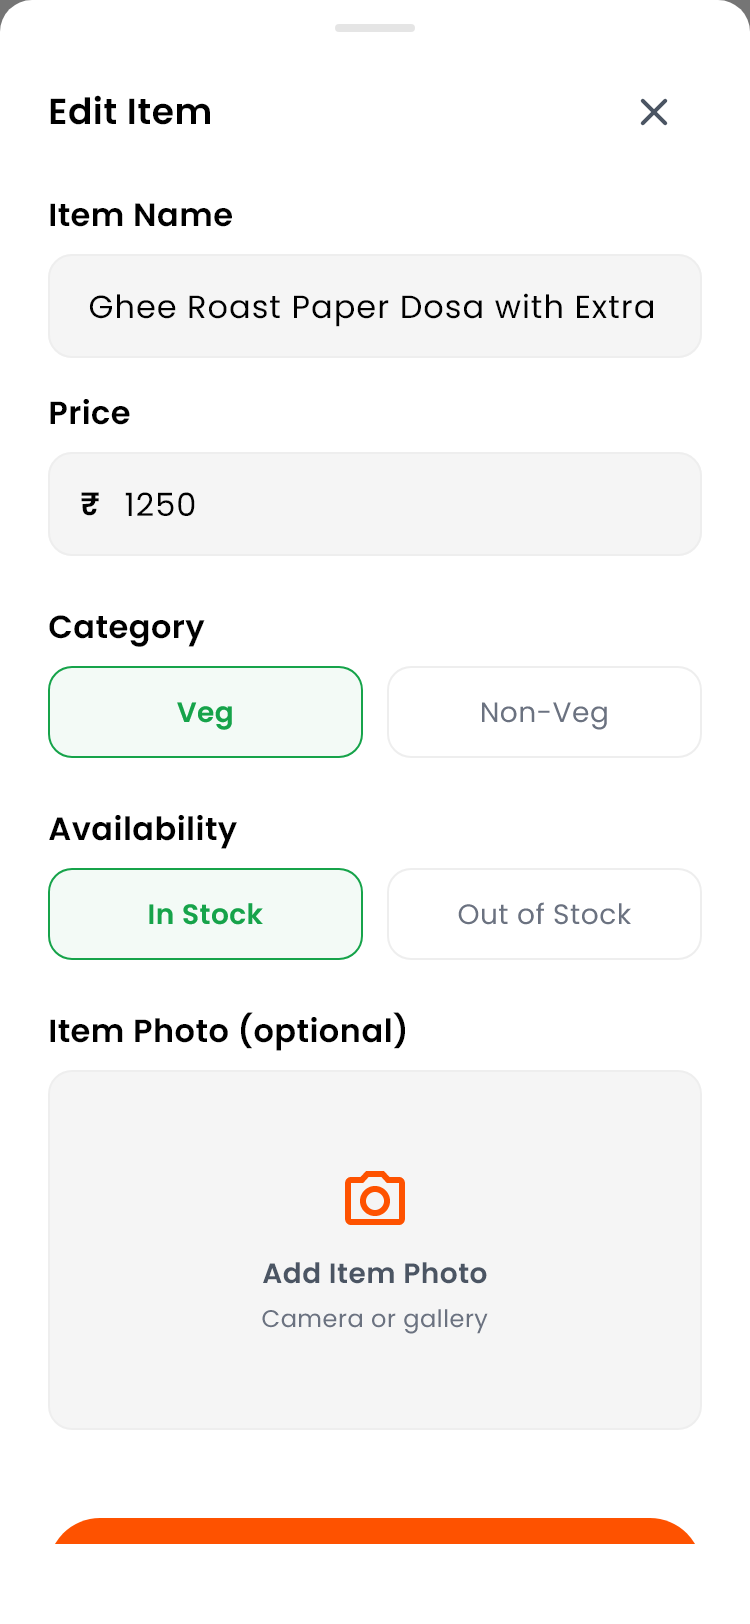 Edit Item
Item Name
Ghee Roast Paper Dosa with Extra
Price
₹ 1250
Category
Veg
Non-Veg
Availability
In Stock
Out of Stock
Item Photo (optional)
Add Item Photo
Camera or gallery